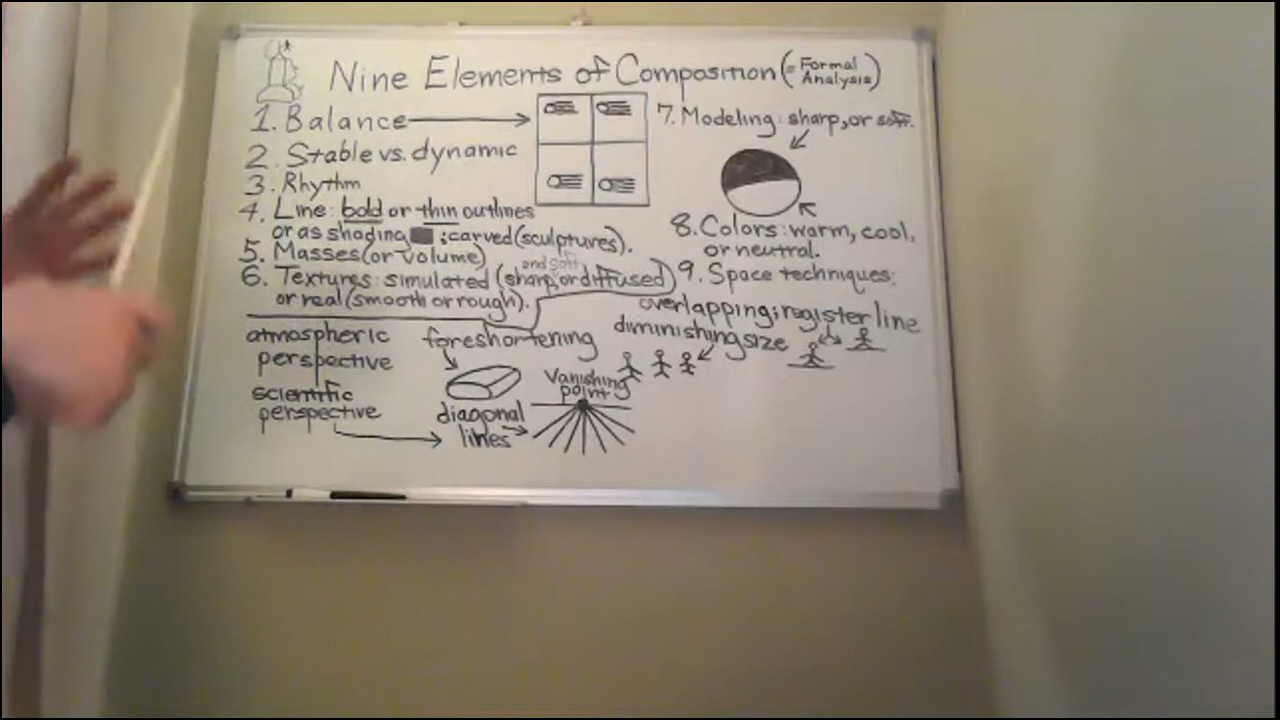 Nine Elements of Composition (= Formal Analysis)
1. Balance
2. Stable vs. dynamic
3. Rhythm
4. Line: bold or thin outlines
or as shading ; carved (sculptures).
5. Masses (or volume)
6. Textures: simulated (sharp, or diffused)
and soft
or real (smooth or rough).
7. Modeling: sharp, or soft.
8. Colors: warm, cool,
or neutral.
9. Space techniques:
overlapping; register line
diminishing size
atmospheric
perspective
foreshortening
scientific
perspective
diagonal
lines
Vanishing
point